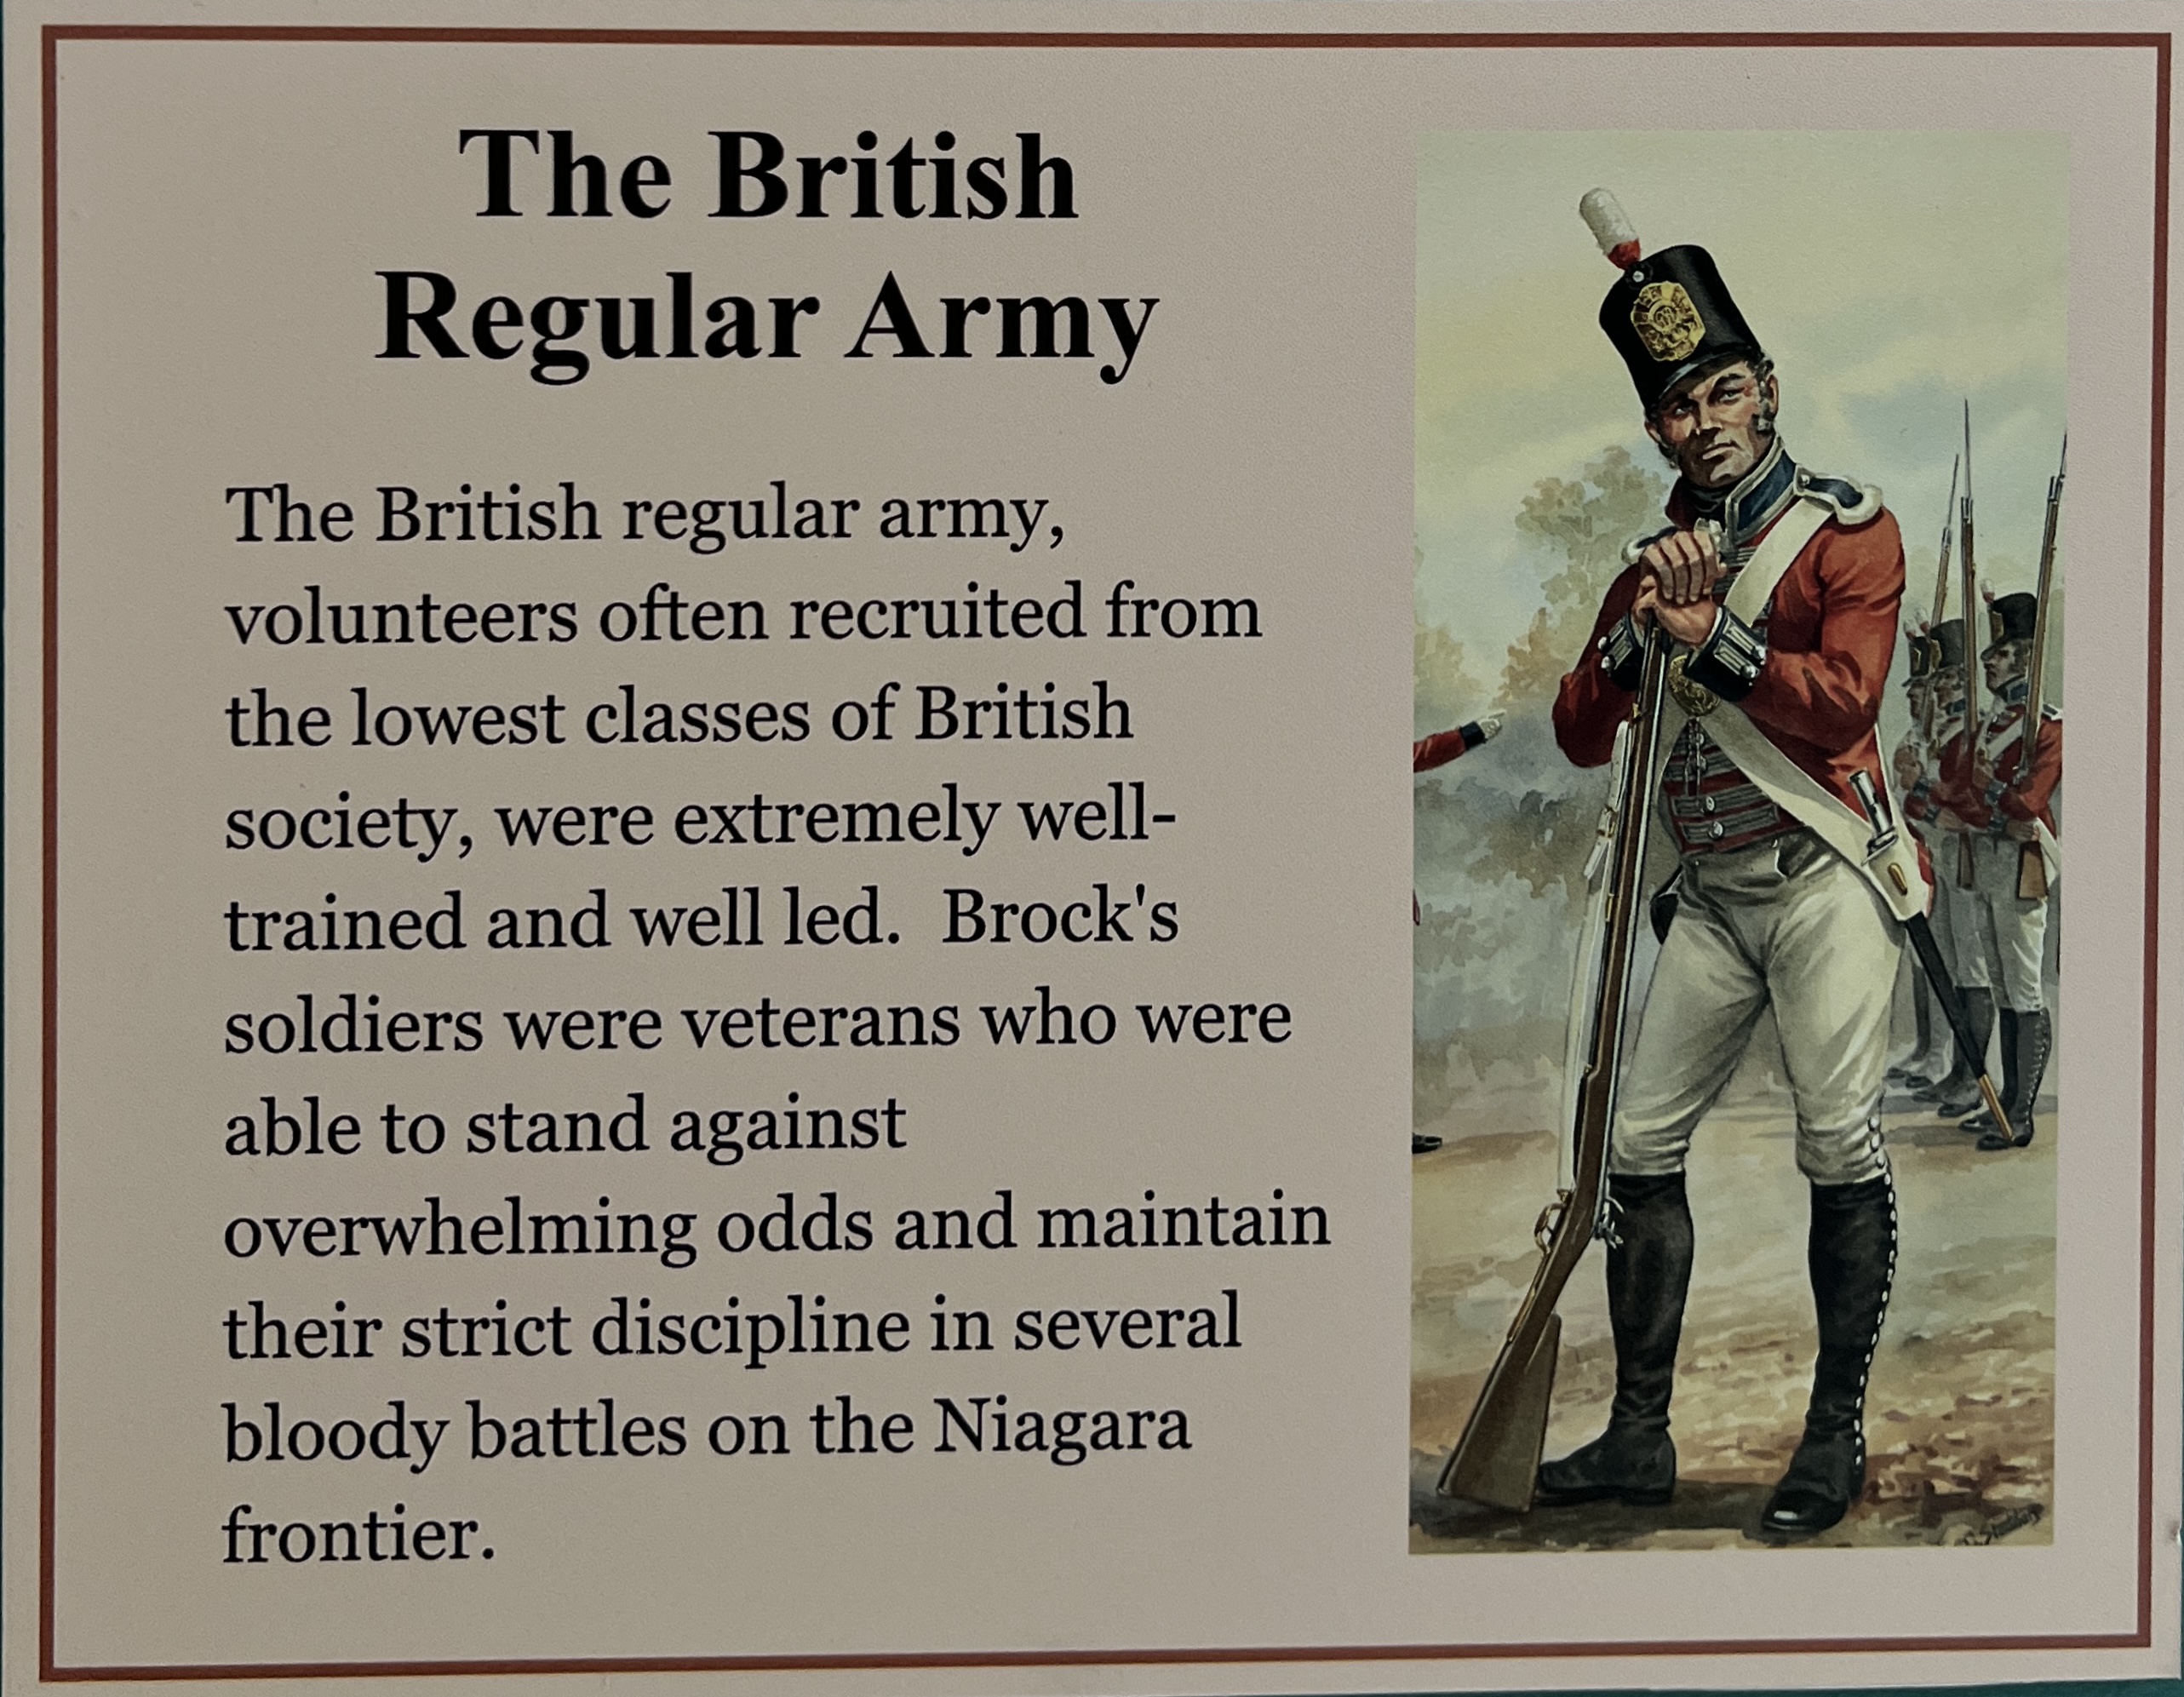 The British
Regular Army
The British regular army,
volunteers often recruited from
the lowest classes of British
society, were extremely well-
trained and well led.  Brock's
soldiers were veterans who were
able to stand against
overwhelming odds and maintain
their strict discipline in several
bloody battles on the Niagara
frontier.